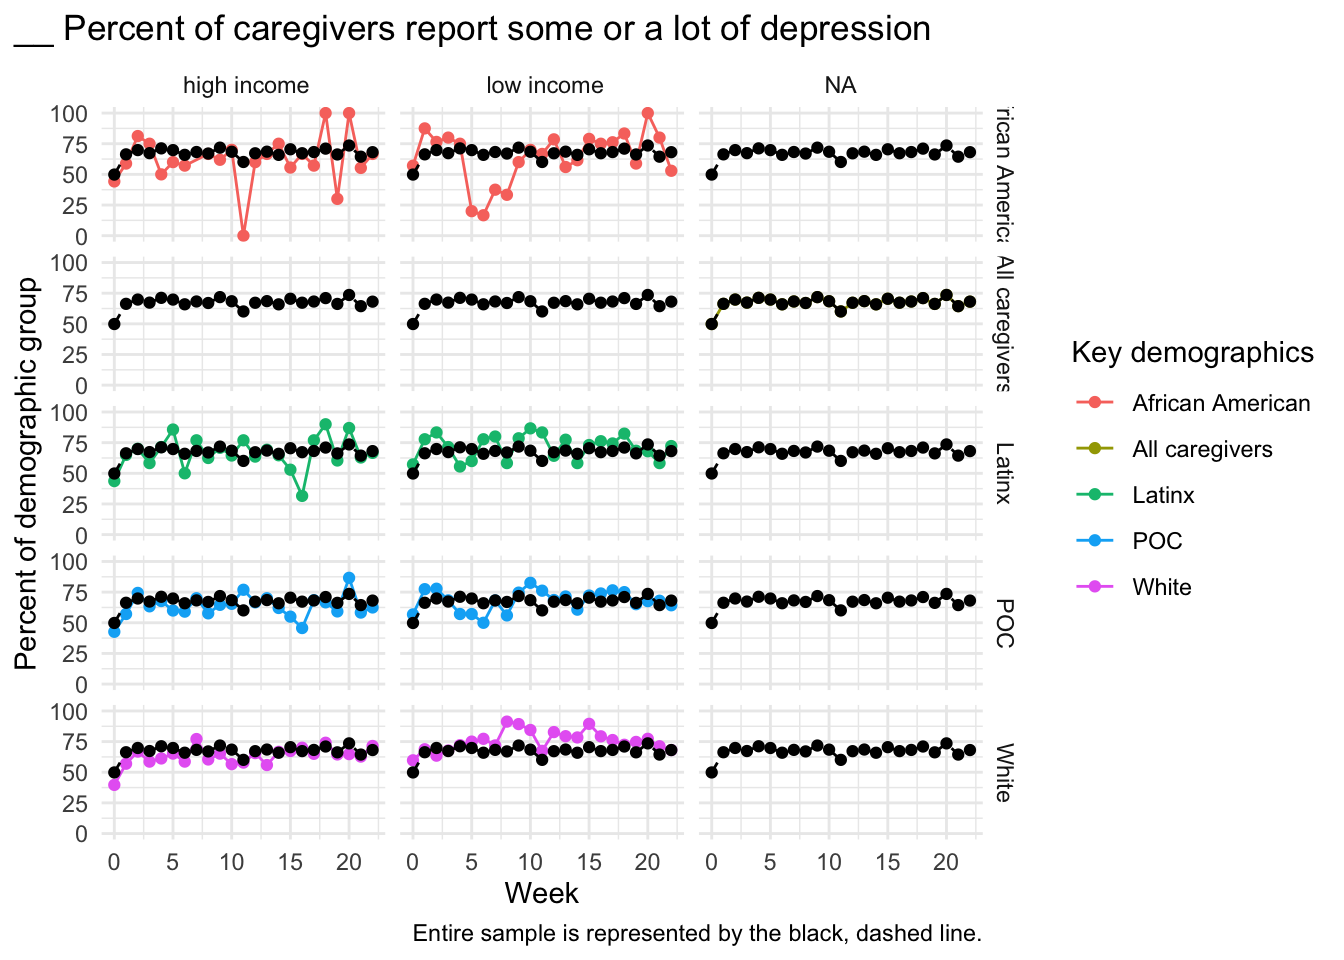 __ Percent of caregivers report some or a lot of depression
high income
low income
NA
100
75
50
25
0
rican America
100
75
50
25
0
All caregivers
100
75
50
25
0
Latinx
100
75
50
25
0
POC
100
75
50
25
0
White
0 5 10 15 20
0 5 10 15 20
0 5 10 15 20
Percent of demographic group
Week
Entire sample is represented by the black, dashed line.
Key demographics
African American
All caregivers
Latinx
POC
White